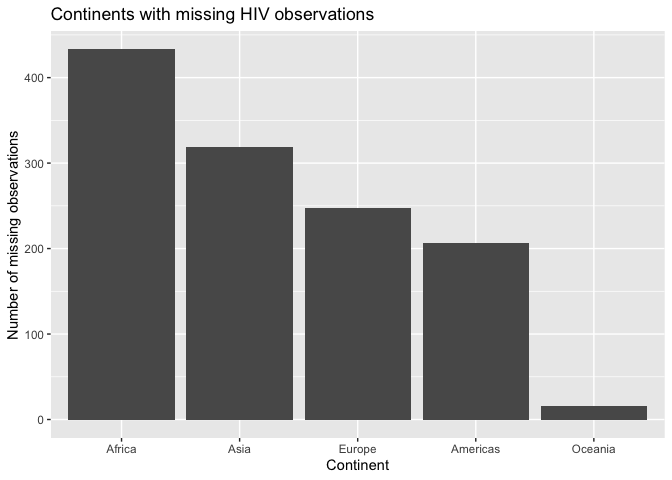 Continents with missing HIV observations
Number of missing observations
400
300
200
100
0
Africa Asia Europe Americas Oceania
Continent